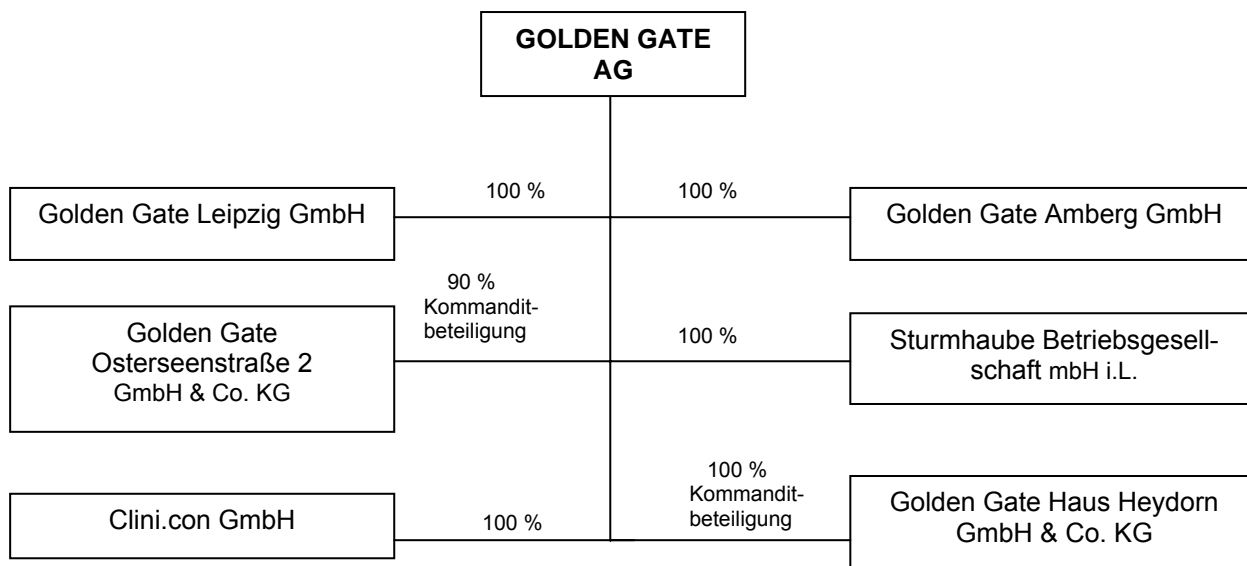 GOLDEN GATE
AG
100 %
100 %
Golden Gate Leipzig GmbH
Golden Gate Amberg GmbH
90 %
Kommandit-
beteiligung
Golden Gate
Osterseenstraße 2
GmbH & Co. KG
100 %
Sturmhaube Betriebsgesell-
schaft mbH i.L.
Clini.con GmbH
100 %
100 %
Kommandit-
beteiligung
Golden Gate Haus Heydorn
GmbH & Co. KG